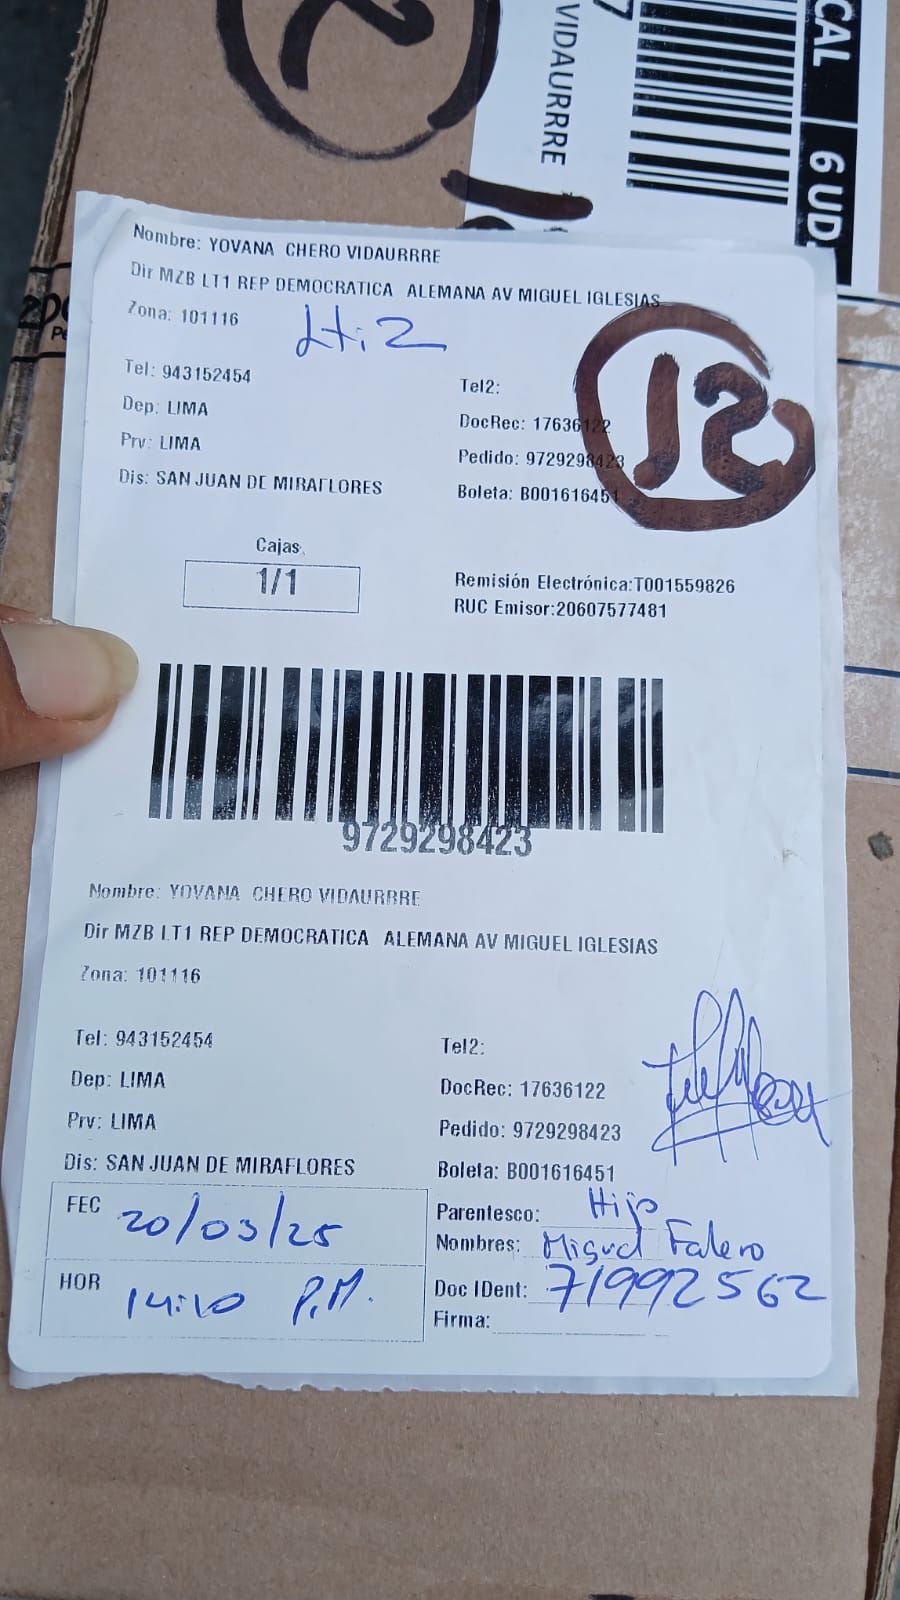 VIDAURRRE
CAL 6 UD.
Nombre: YOVANA CHERO VIDAURRRE
Dir MZB LT1 REP DEMOCRATICA ALEMANA AV MIGUEL IGLESIAS
Zona: 101116
Lt:2
12
Tel: 943152454
Tel2:
Dep: LIMA
DocRec: 17636122
Prv: LIMA
Pedido: 9729298423
Dis: SAN JUAN DE MIRAFLORES
Boleta: B001616451
Cajas
1/1
Remisión Electrónica:T001559826
RUC Emisor:20607577481
9729298423
Nombre: YOVANA CHERO VIDAURRRE
Dir MZB LT1 REP DEMOCRATICA ALEMANA AV MIGUEL IGLESIAS
Zona: 101116
Tel: 943152454
Tel2:
Dep: LIMA
DocRec: 17636122
Prv: LIMA
Pedido: 9729298423
Dis: SAN JUAN DE MIRAFLORES
Boleta: B001616451
FEC 20/03/25
Parentesco: Hijo
Nombres: Miguel Falero
HOR 14:10 P.M.
Doc IDent: 71992562
Firma: